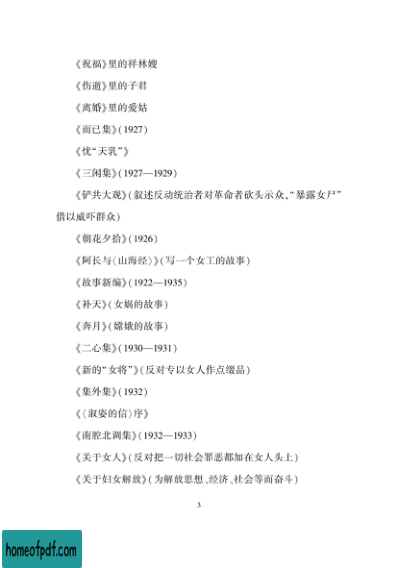 《祝福》里的祥林嫂
《伤逝》里的子君
《离婚》里的爱姑
《而已集》(1927)
《忧“天乳”》
《三闲集》(1927—1929)
《铲共大观》(叙述反动统治者对革命者砍头示众,“暴露女尸”
借以威吓群众)
《朝花夕拾》(1926)
《阿长与〈山海经〉》(写一个女工的故事)
《故事新编》(1922—1935)
《补天》(女娲的故事)
《奔月》(嫦娥的故事)
《二心集》(1930—1931)
《新的“女将”》(反对专以女人作点缀品)
《集外集》(1932)
《〈淑姿的信〉序》
《南腔北调集》(1932—1933)
《关于女人》(反对把一切社会罪恶都加在女人头上)
《关于妇女解放》(为解放思想、经济、社会等而奋斗)
3
homeofpdf.com